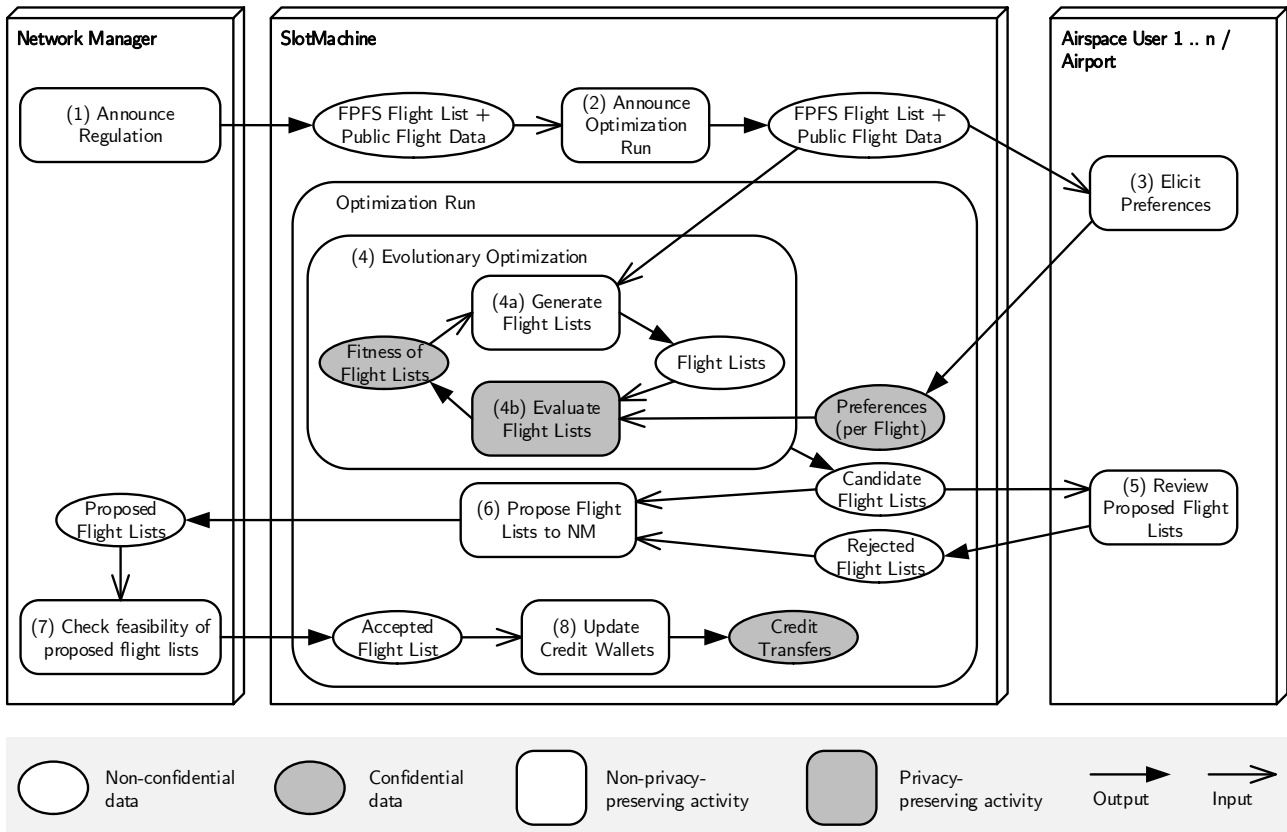 Network Manager
SlotMachine
Airspace User 1 .. n /
Airport
(1) Announce
Regulation
FPFS Flight List +
Public Flight Data
(2) Announce
Optimization
Run
FPFS Flight List +
Public Flight Data
(3) Elicit
Preferences
Optimization Run
(4) Evolutionary Optimization
(4a) Generate
Flight Lists
Fitness of
Flight Lists
Flight Lists
(4b) Evaluate
Flight Lists
Preferences
(per Flight)
Candidate
Flight Lists
(5) Review
Proposed Flight
Lists
Proposed
Flight Lists
(6) Propose Flight
Lists to NM
Rejected
Flight Lists
(7) Check feasibility of
proposed flight lists
Accepted
Flight List
(8) Update
Credit Wallets
Credit
Transfers
Non-confidential
data
Confidential
data
Non-privacy-
preserving activity
Privacy-
preserving activity
Output
Input